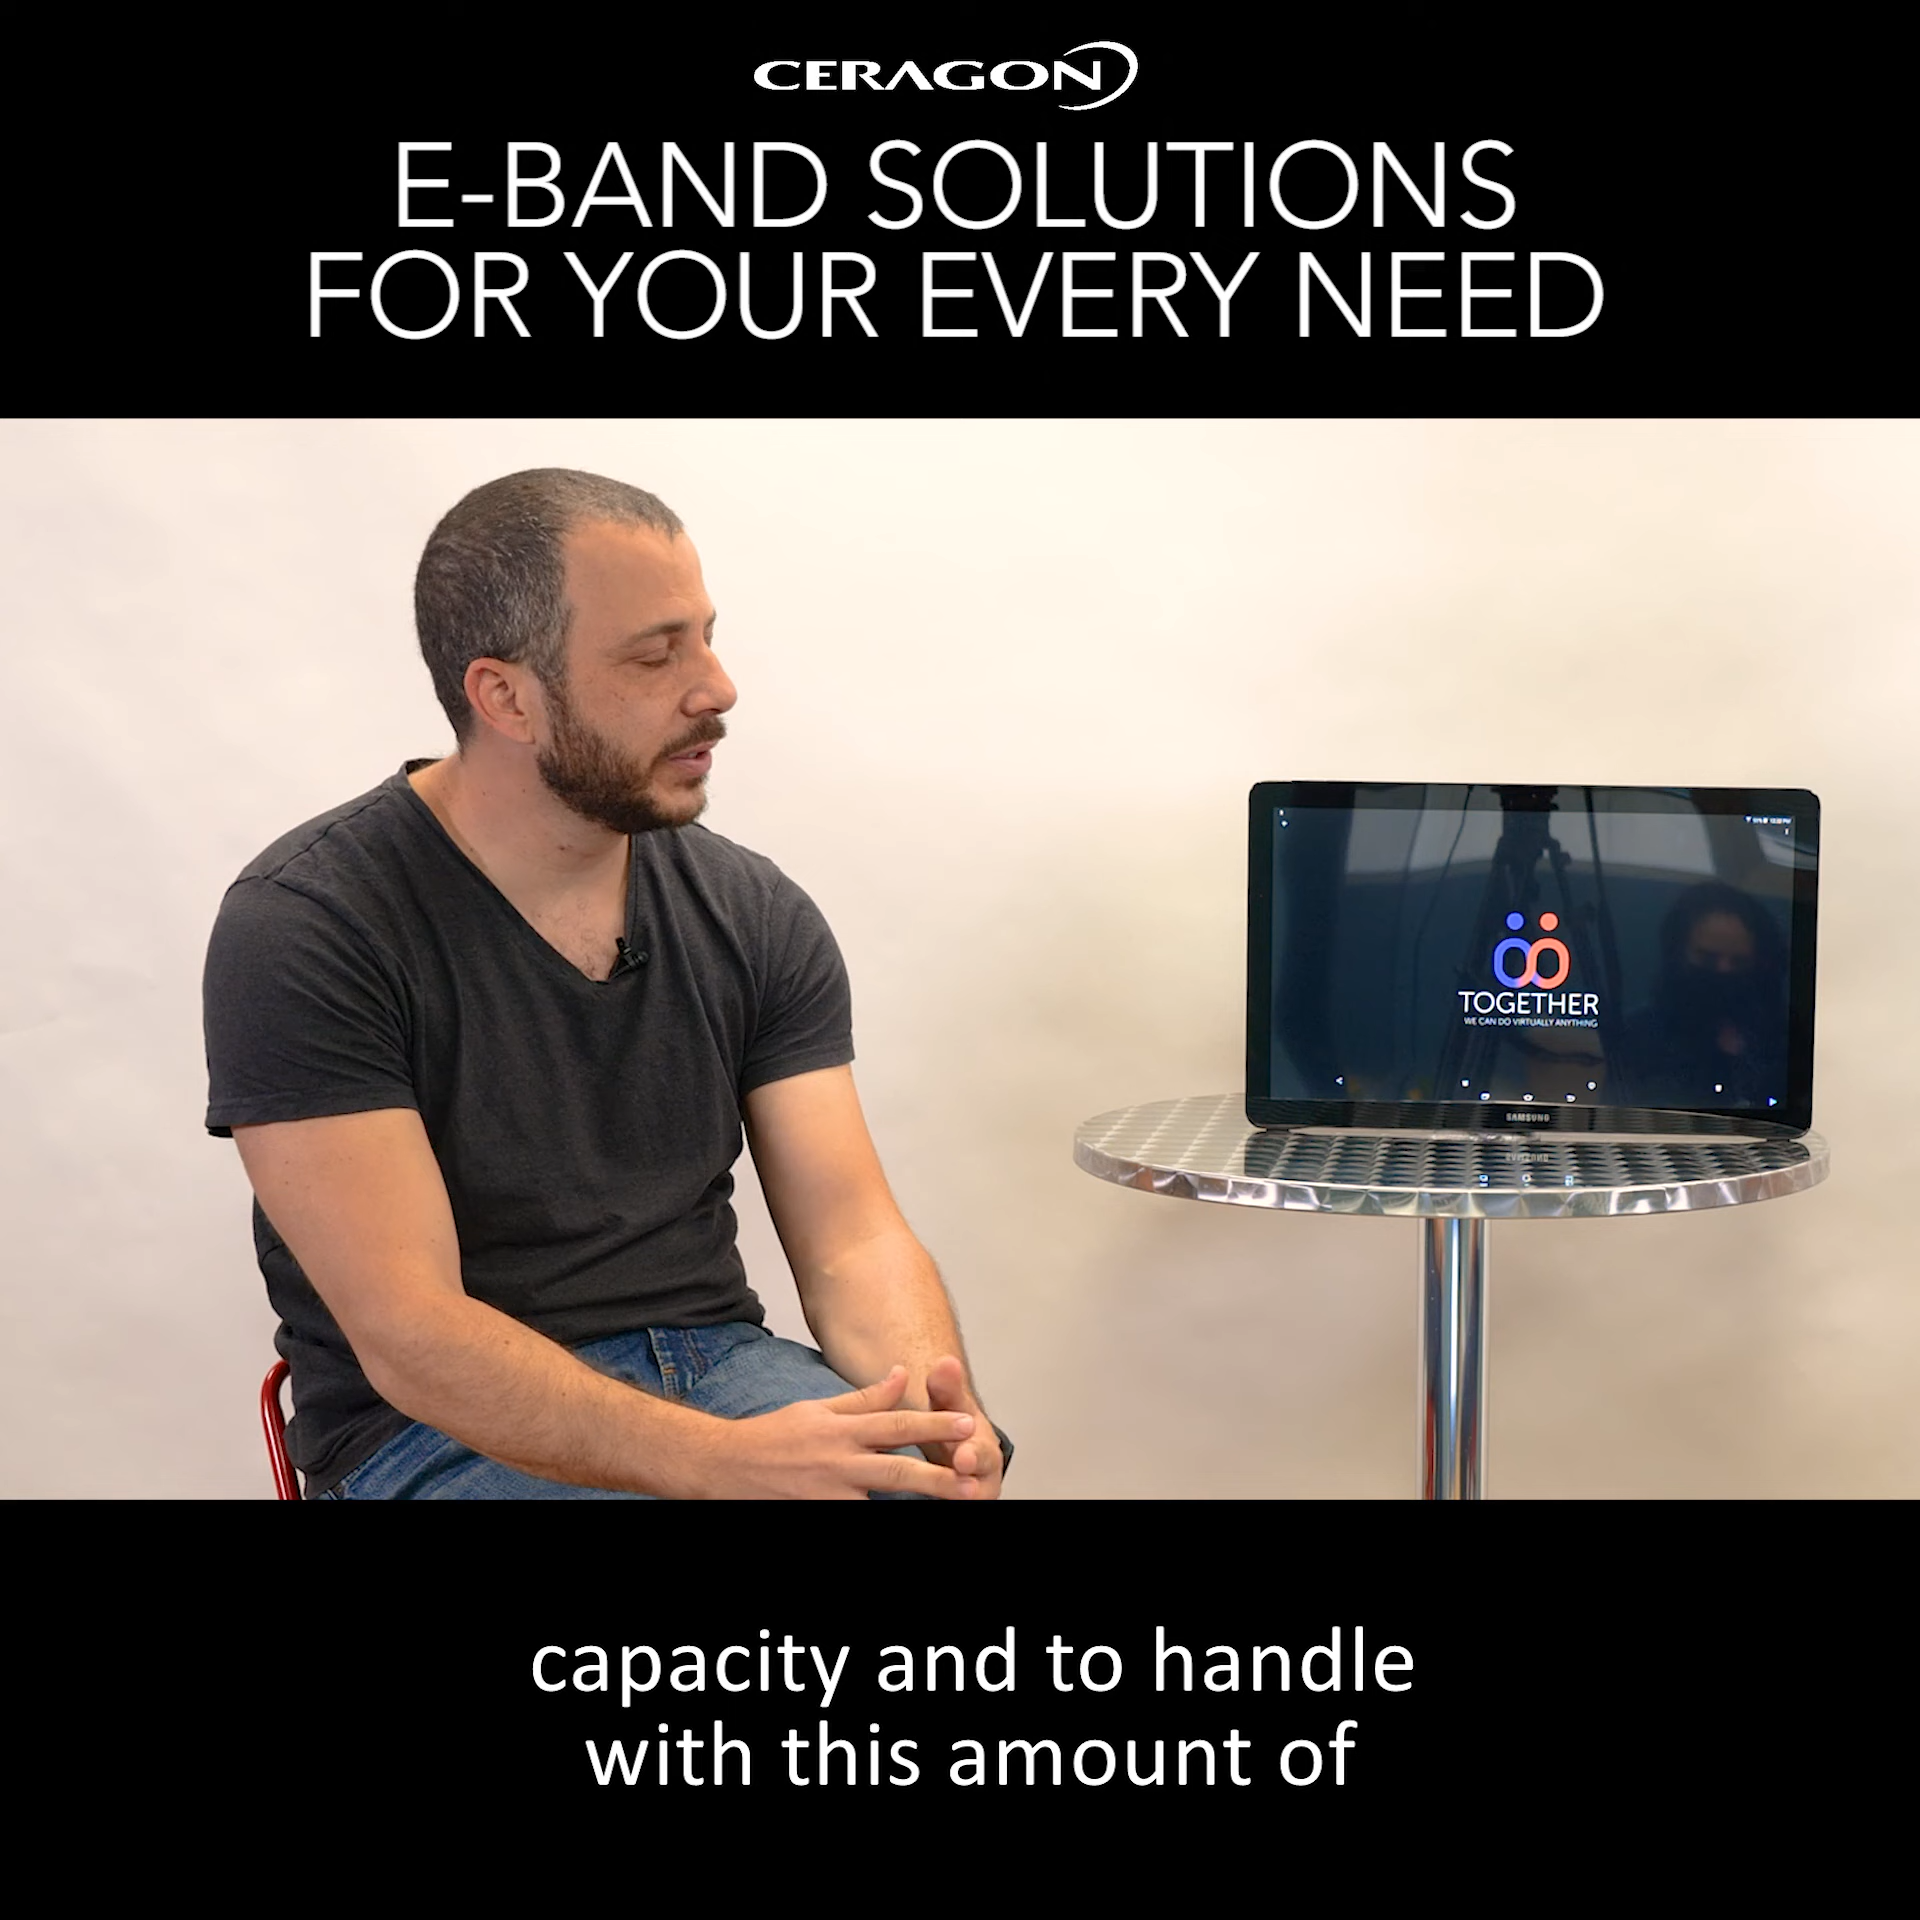 CERAGON
E-BAND SOLUTIONS
FOR YOUR EVERY NEED
TOGETHER
WE CAN DO VIRTUALLY ANYTHING
SAMSUNG
capacity and to handle
with this amount of